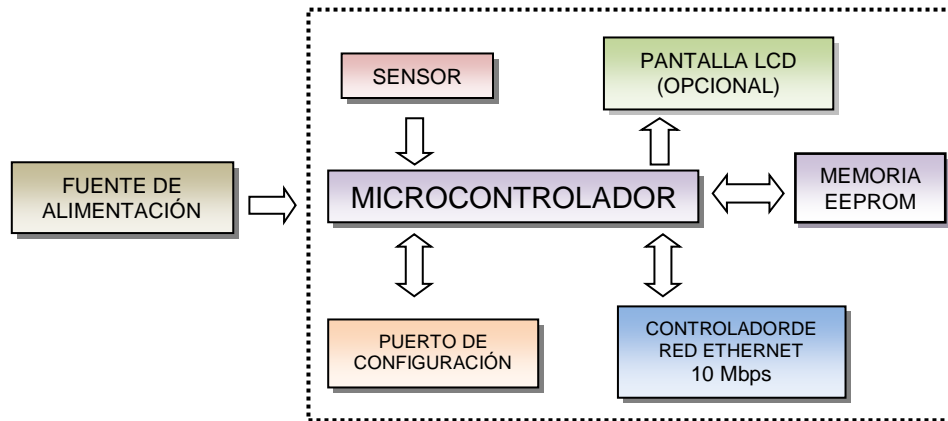 SENSOR
PANTALLA LCD
(OPCIONAL)
FUENTE DE
ALIMENTACIÓN
MICROCONTROLADOR
MEMORIA
EEPROM
PUERTO DE
CONFIGURACIÓN
CONTROLADORDE
RED ETHERNET
10 Mbps